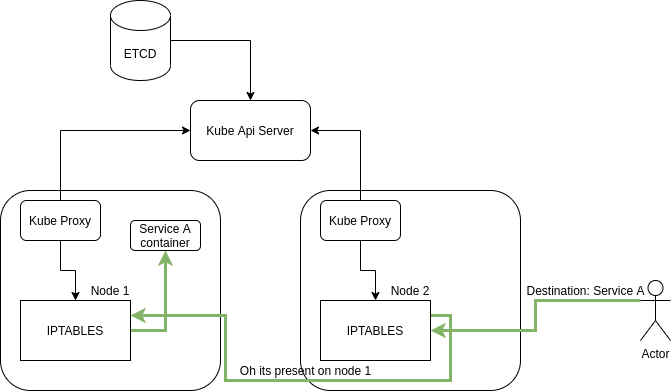 ETCD
Kube Api Server
Kube Proxy
Service A
container
Kube Proxy
Node 1
Node 2
Destination: Service A
IPTABLES
IPTABLES
Actor
Oh its present on node 1